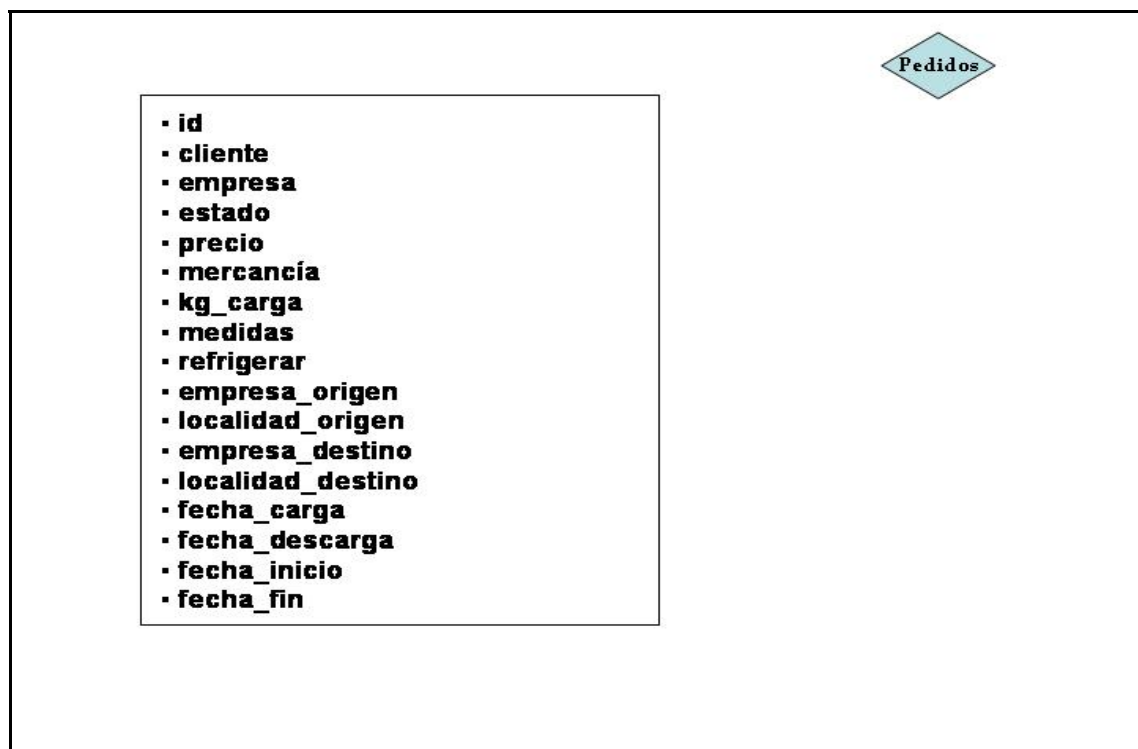 Pedidos
▪ id
▪ cliente
▪ empresa
▪ estado
▪ precio
▪ mercancía
▪ kg_carga
▪ medidas
▪ refrigerar
▪ empresa_origen
▪ localidad_origen
▪ empresa_destino
▪ localidad_destino
▪ fecha_carga
▪ fecha_descarga
▪ fecha_inicio
▪ fecha_fin